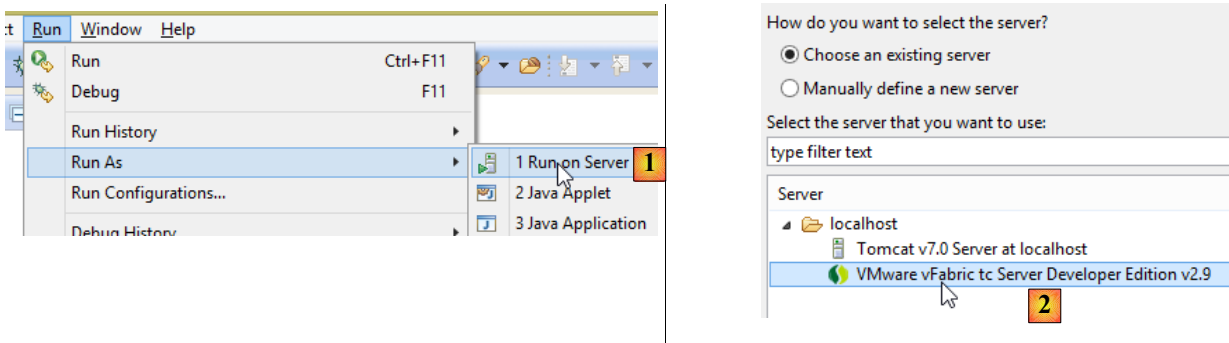 Run Window Help
Run Ctrl+F11
Debug F11
Run History
Run As
1 Run on Server 1
Run Configurations...
2 Java Applet
Debug History
3 Java Application
How do you want to select the server?
Choose an existing server
Manually define a new server
Select the server that you want to use:
type filter text
Server
localhost
Tomcat v7.0 Server at localhost
VMware vFabric tc Server Developer Edition v2.9
2